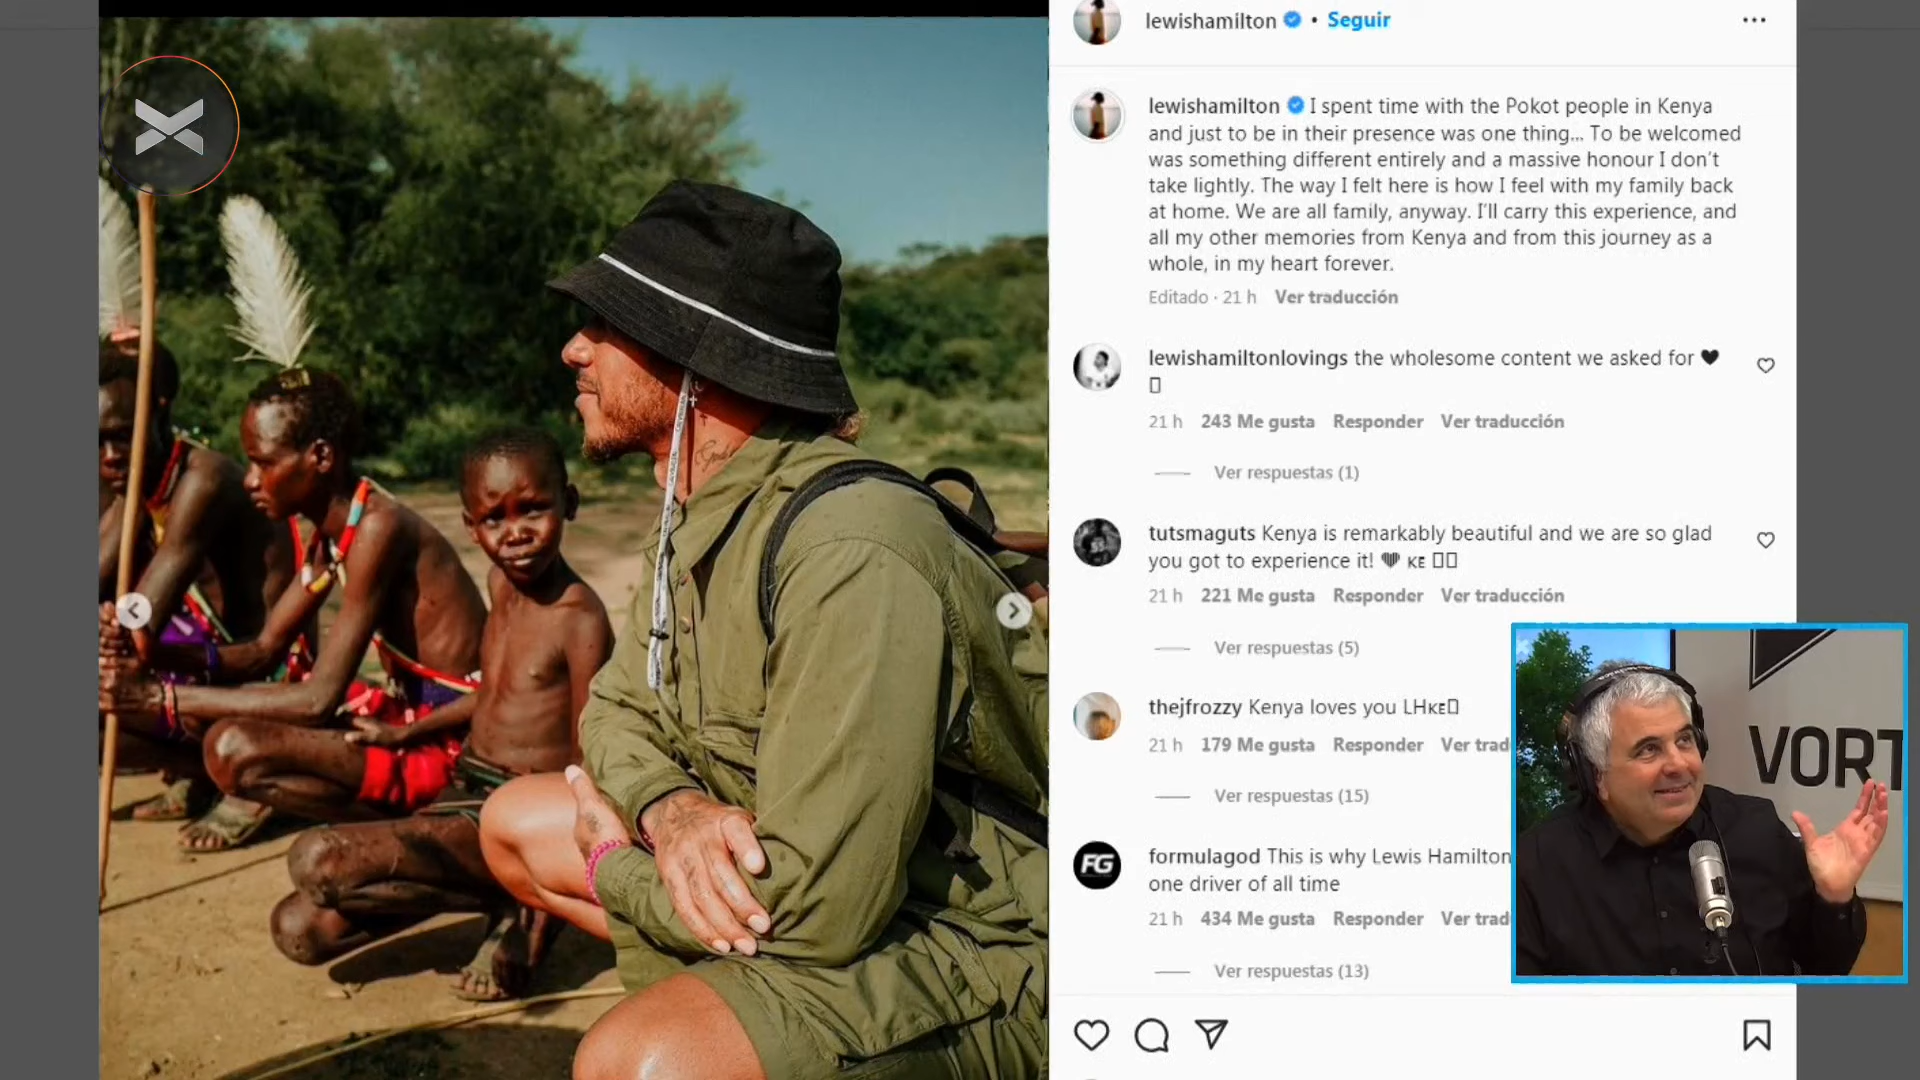 lewishamilton • Seguir
lewishamilton I spent time with the Pokot people in Kenya
and just to be in their presence was one thing... To be welcomed
was something different entirely and a massive honour I don't
take lightly. The way I felt here is how I feel with my family back
at home. We are all family, anyway. I'll carry this experience, and
all my other memories from Kenya and from this journey as a
whole, in my heart forever.
Editado · 21 h Ver traducción
lewishamiltonlovings the wholesome content we asked for 🖤
21 h 243 Me gusta Responder Ver traducción
Ver respuestas (1)
tutsmaguts Kenya is remarkably beautiful and we are so glad
you got to experience it! KE
21 h 221 Me gusta Responder Ver traducción
Ver respuestas (5)
thejfrozzy Kenya loves you LHKE
21 h 179 Me gusta Responder Ver trad
Ver respuestas (15)
FG
formulagod This is why Lewis Hamilton
one driver of all time
21 h 434 Me gusta Responder Ver trad
Ver respuestas (13)
VORT